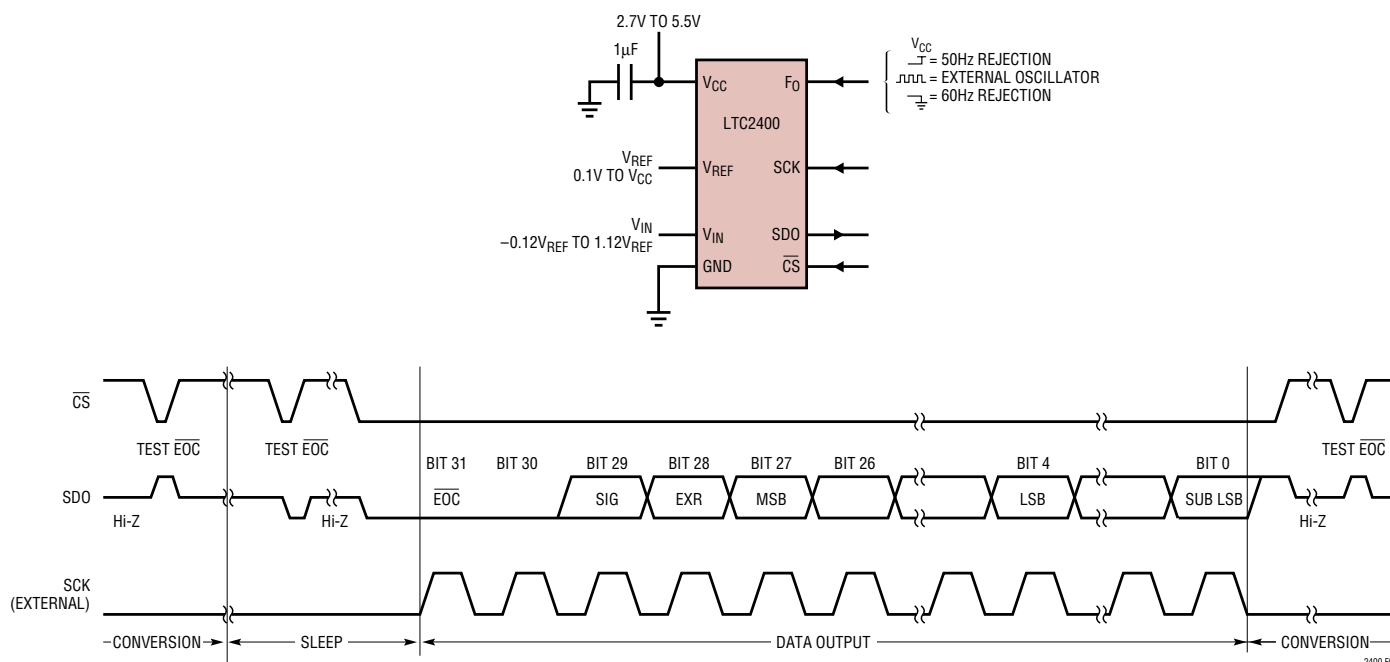 2.7V TO 5.5V
1µF
VCC
FO
VCC
= 50Hz REJECTION
= EXTERNAL OSCILLATOR
= 60Hz REJECTION
LTC2400
VREF
0.1V TO VCC
VREF
SCK
VIN
–0.12VREF TO 1.12VREF
VIN
SDO
GND
CS
CS
TEST EOC
TEST EOC
TEST EOC
BIT 31
BIT 30
BIT 29
BIT 28
BIT 27
BIT 26
BIT 4
BIT 0
SDO
EOC
SIG
EXR
MSB
LSB
SUB LSB
Hi-Z
Hi-Z
Hi-Z
SCK
(EXTERNAL)
CONVERSION
SLEEP
DATA OUTPUT
CONVERSION